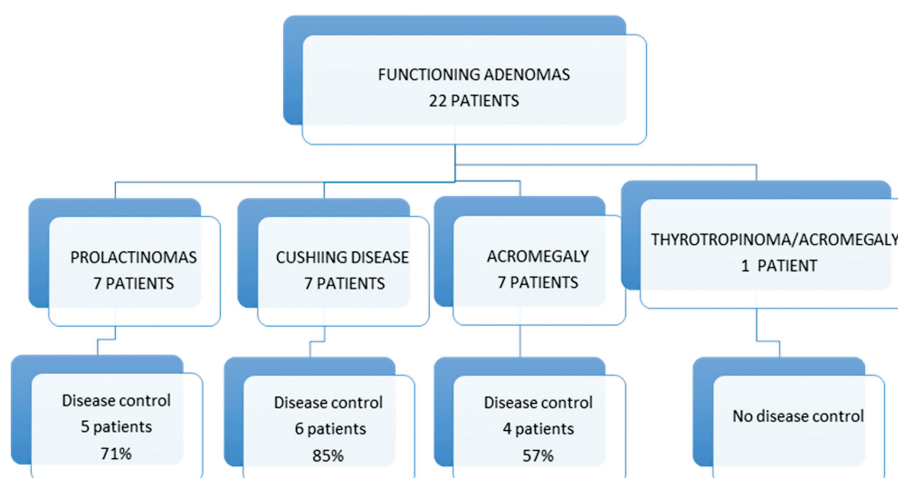 FUNCTIONING ADENOMAS
22 PATIENTS
PROLACTINOMAS
7 PATIENTS
CUSHIING DISEASE
7 PATIENTS
ACROMEGALY
7 PATIENTS
THYROTROPINOMA/ACROMEGALY
1 PATIENT
Disease control
5 patients
71%
Disease control
6 patients
85%
Disease control
4 patients
57%
No disease control